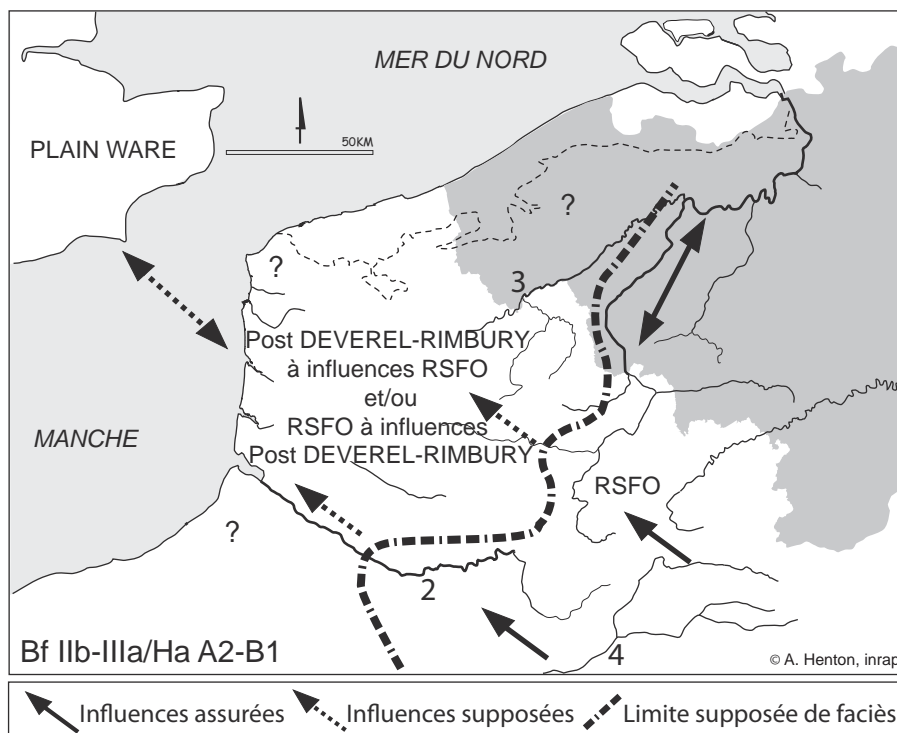 MER DU NORD
PLAIN WARE
50KM
?
?
3
Post DEVEREL-RIMBURY
à influences RSFO
et/ou
RSFO à influences
Post DEVEREL-RIMBURY
MANCHE
RSFO
?
2
Bf IIb-IIIa/Ha A2-B1
4
© A. Henton, inrap
Influences assurées
Influences supposées
Limite supposée de faciès